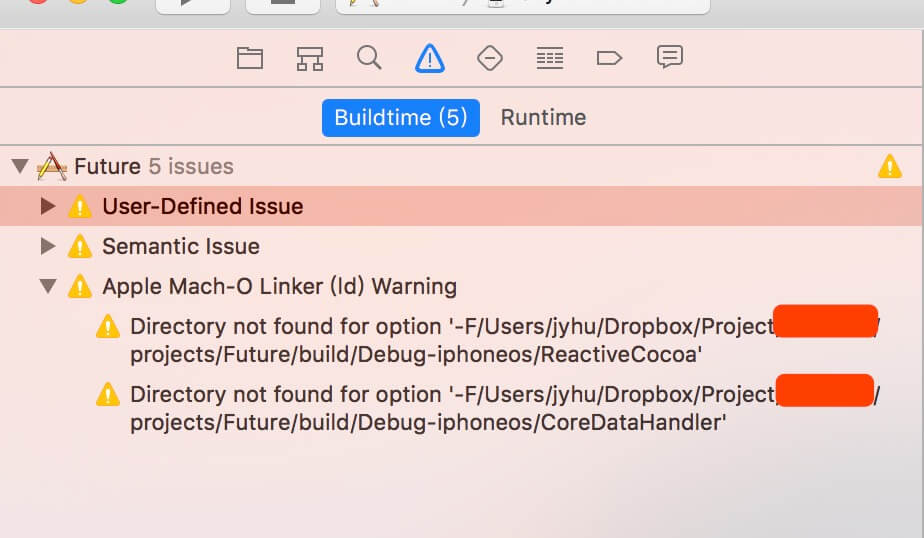 Buildtime (5) Runtime
Future 5 issues
User-Defined Issue
Semantic Issue
Apple Mach-O Linker (ld) Warning
Directory not found for option '-F/Users/jyhu/Dropbox/Project/
projects/Future/build/Debug-iphoneos/ReactiveCocoa'
Directory not found for option '-F/Users/jyhu/Dropbox/Project/ /
projects/Future/build/Debug-iphoneos/CoreDataHandler'